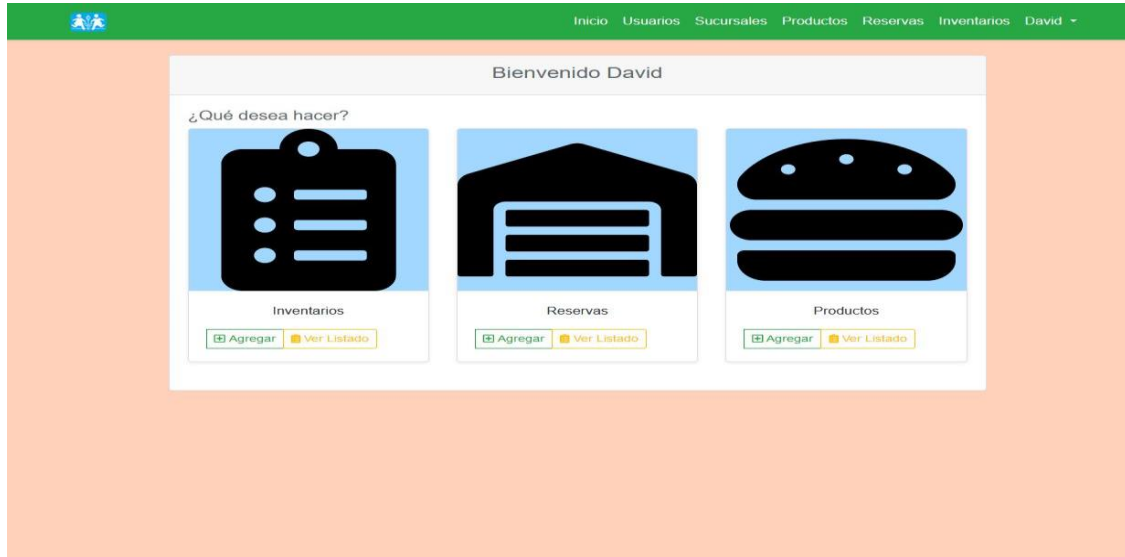 Inicio Usuarios Sucursales Productos Reservas Inventarios David
Bienvenido David
¿Qué desea hacer?
Inventarios
Agregar Ver Listado
Reservas
Agregar Ver Listado
Productos
Agregar Ver Listado